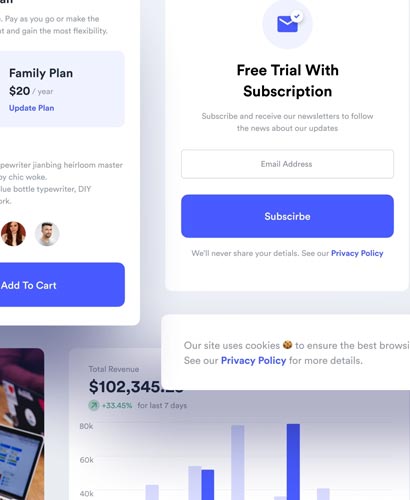 . Pay as you go or make the
t and gain the most flexibility.
Family Plan
$20 / year
Update Plan
pewriter jianbing heirloom master
by chic woke.
lue bottle typewriter, DIY
ork.
Add To Cart
Free Trial With
Subscription
Subscribe and receive our newsletters to follow
the news about our updates
Email Address
Subscirbe
We'll never share your detials. See our Privacy Policy
Our site uses cookies 🍪 to ensure the best browsi
See our Privacy Policy for more details.
Total Revenue
$102,345.23
+33.45% for last 7 days
80k
60k
40k